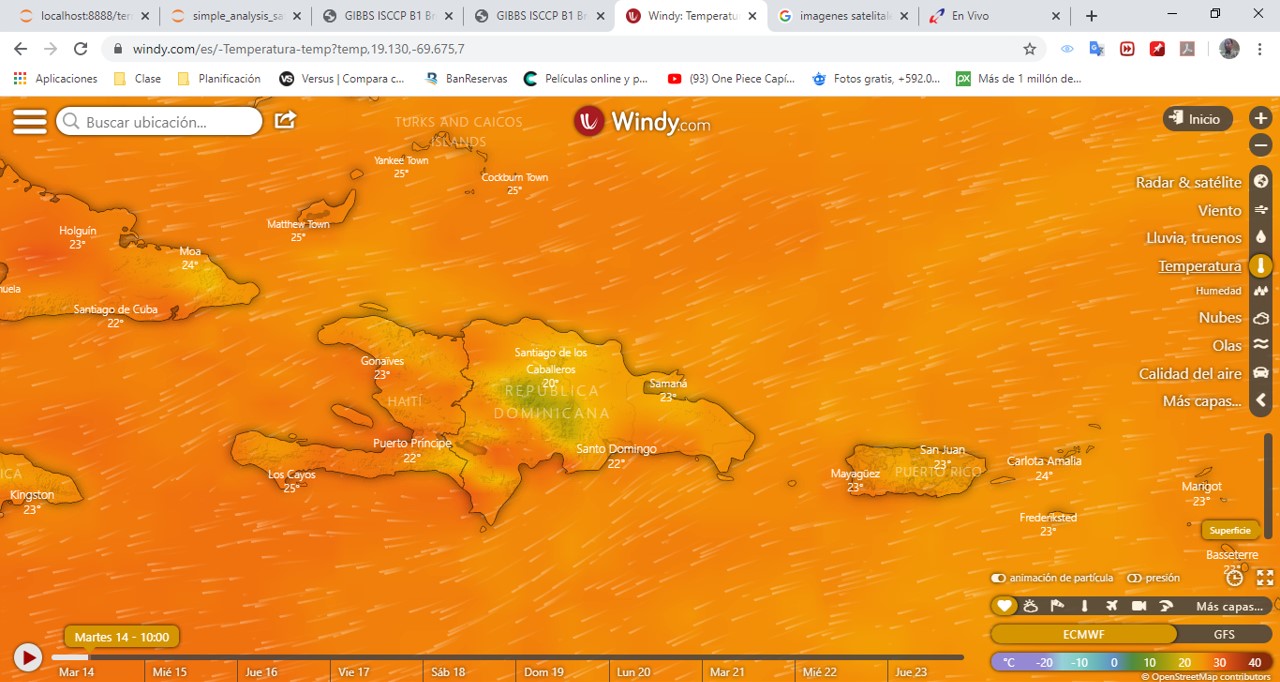 localhost:8888/ter
simple_analysis_sa
GIBBS ISCCP B1 Br
GIBBS ISCCP B1 Br
Windy: Temperatu
imagenes satelitale
En Vivo
windy.com/es/-Temperatura-temp?temp,19.130,-69.675,7
Aplicaciones
Clase
Planificación
Versus | Compara c...
BanReservas
Películas online y p...
(93) One Piece Capí...
Fotos gratis, +592.0...
Más de 1 millón de...
Buscar ubicación...
Windy.com
Inicio
TURKS AND CAICOS
ISLANDS
Yankee Town
25°
Cockburn Town
25°
Matthew Town
25°
Holguín
23°
Moa
24°
uela
Santiago de Cuba
22°
Radar & satélite
Viento
Lluvia, truenos
Temperatura
Humedad
Nubes
Olas
Calidad del aire
Más capas...
Gonaïves
23°
HAITÍ
Santiago de los
Caballeros
20°
REPÚBLICA
DOMINICANA
Samaná
23°
Puerto Príncipe
22°
Santo Domingo
22°
Los Cayos
25°
ICA
Kingston
23°
San Juan
23°
Mayagüez
23°
PUERTO RICO
Carlota Amalia
24°
Marigot
23°
Frederiksted
23°
Superficie
Basseterre
23°
animación de partícula
presión
Más capas...
ECMWF
GFS
°C -20 -10 0 10 20 30 40
© OpenStreetMap contributors
Martes 14 - 10:00
Mar 14
Mié 15
Jue 16
Vie 17
Sáb 18
Dom 19
Lun 20
Mar 21
Mié 22
Jue 23